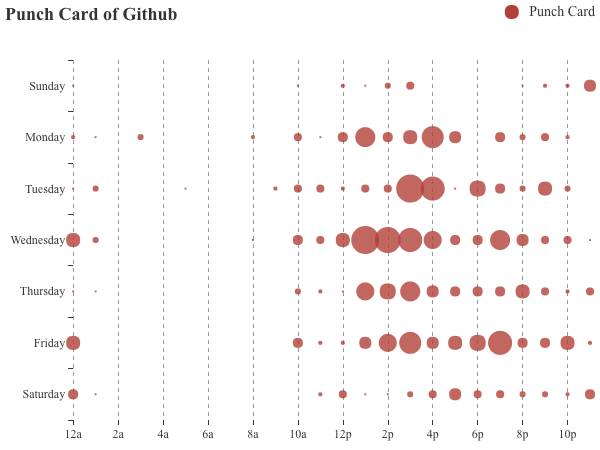 Punch Card of Github
Punch Card
Sunday
Monday
Tuesday
Wednesday
Thursday
Friday
Saturday
12a 2a 4a 6a 8a 10a 12p 2p 4p 6p 8p 10p